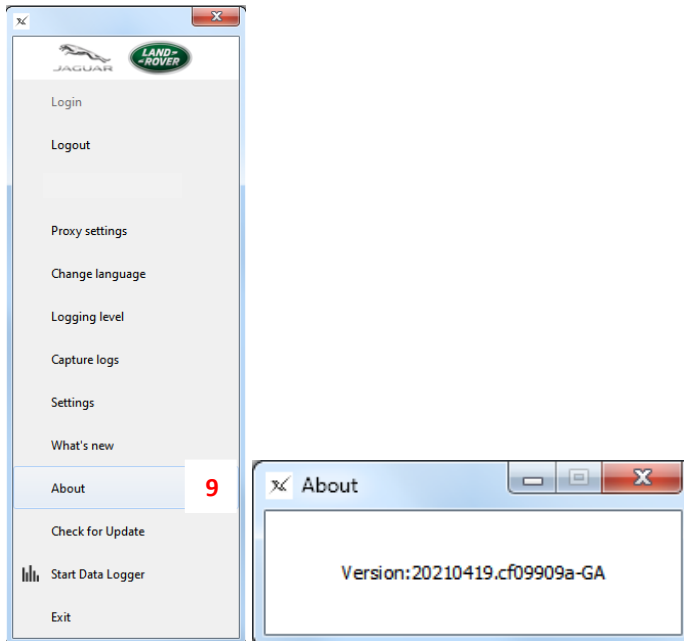 JAGUAR
LAND-
-ROVER
Login
Logout
Proxy settings
Change language
Logging level
Capture logs
Settings
What's new
About 9
Check for Update
Start Data Logger
Exit
About
Version:20210419.cf09909a-GA